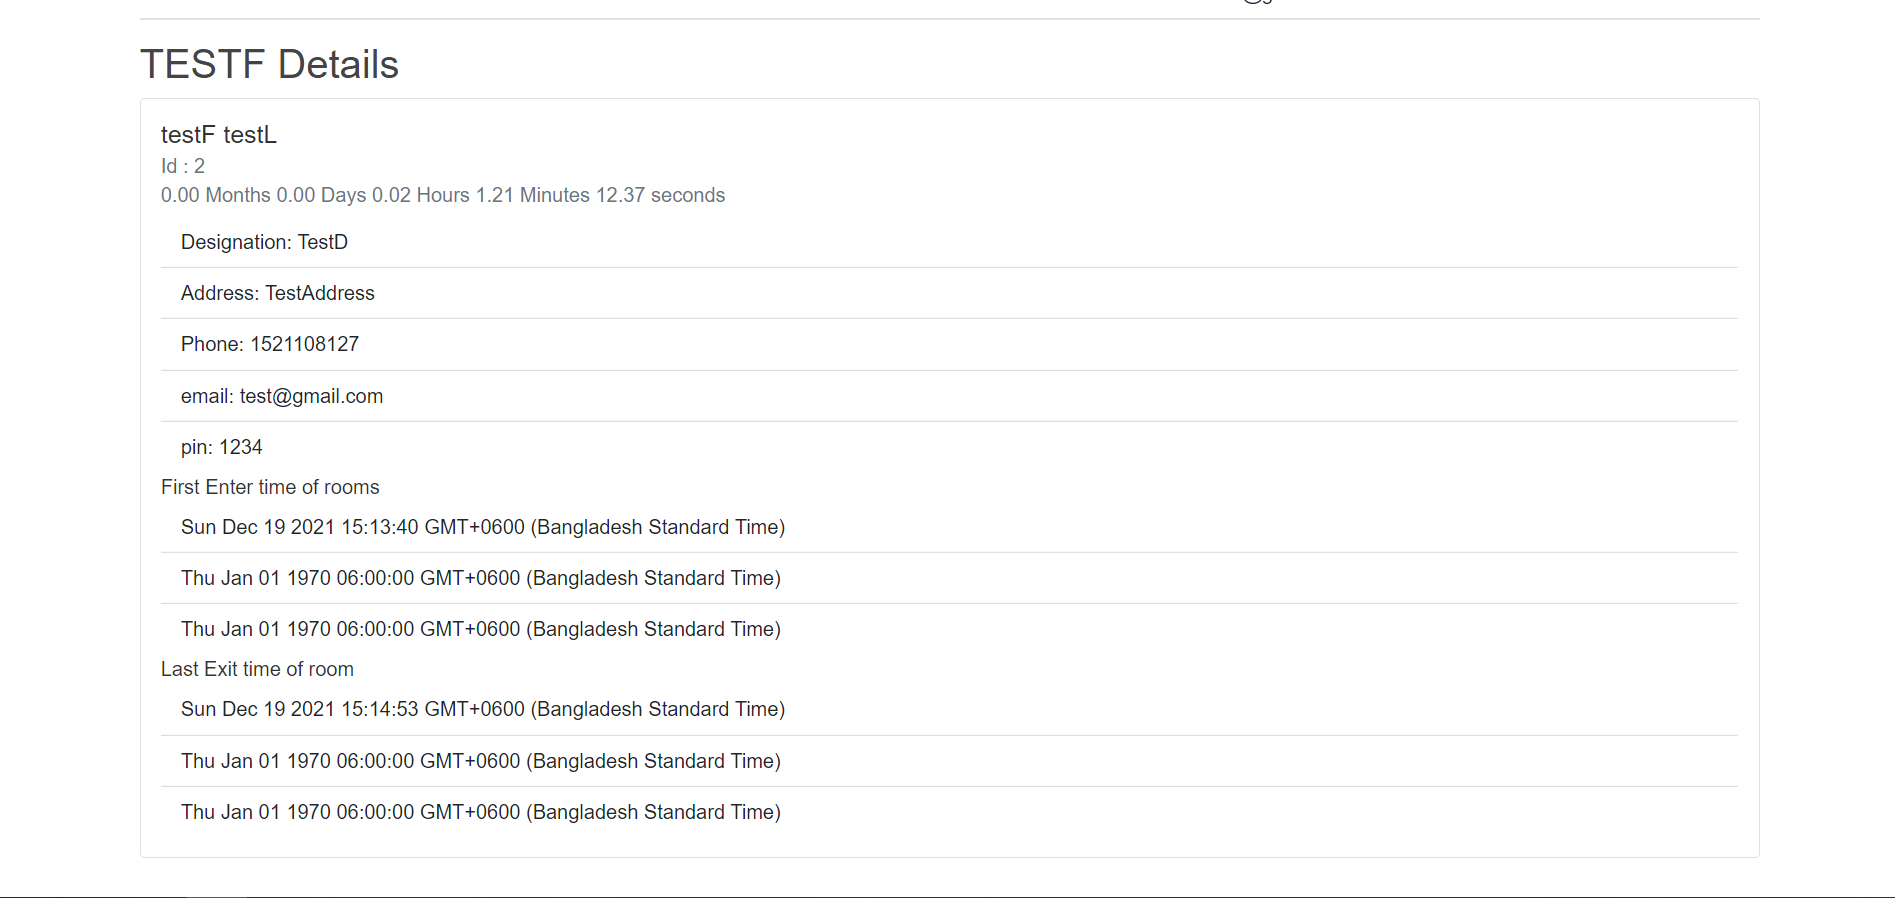 TESTF Details
testF testL
Id : 2
0.00 Months 0.00 Days 0.02 Hours 1.21 Minutes 12.37 seconds
Designation: TestD
Address: TestAddress
Phone: 1521108127
email: test@gmail.com
pin: 1234
First Enter time of rooms
Sun Dec 19 2021 15:13:40 GMT+0600 (Bangladesh Standard Time)
Thu Jan 01 1970 06:00:00 GMT+0600 (Bangladesh Standard Time)
Thu Jan 01 1970 06:00:00 GMT+0600 (Bangladesh Standard Time)
Last Exit time of room
Sun Dec 19 2021 15:14:53 GMT+0600 (Bangladesh Standard Time)
Thu Jan 01 1970 06:00:00 GMT+0600 (Bangladesh Standard Time)
Thu Jan 01 1970 06:00:00 GMT+0600 (Bangladesh Standard Time)